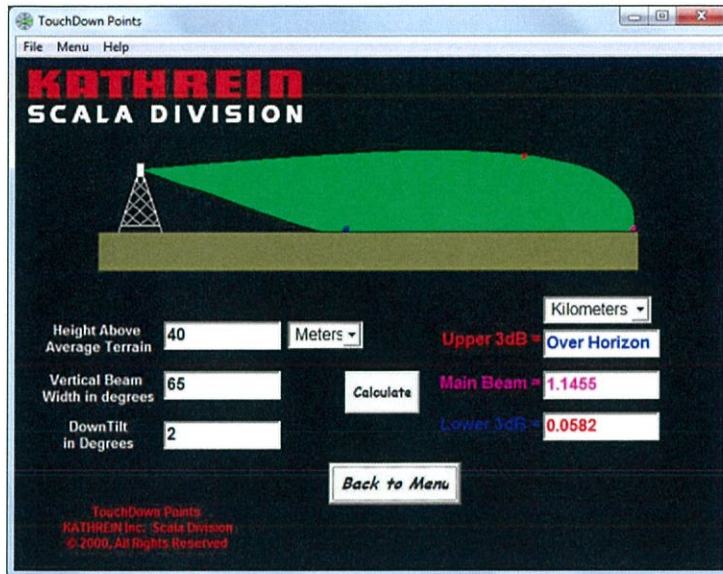 TouchDown Points
File Menu Help
KATHREIN
SCALA DIVISION
Kilometers
Height Above
Average Terrain
40
Meters
Upper 3dB =
Over Horizon
Vertical Beam
Width in degrees
65
Calculate
Main Beam =
1.1455
DownTilt
in Degrees
2
Lower 3dB =
0.0582
Back to Menu
TouchDown Points
KATHREIN Inc. Scala Division
© 2000, All Rights Reserved